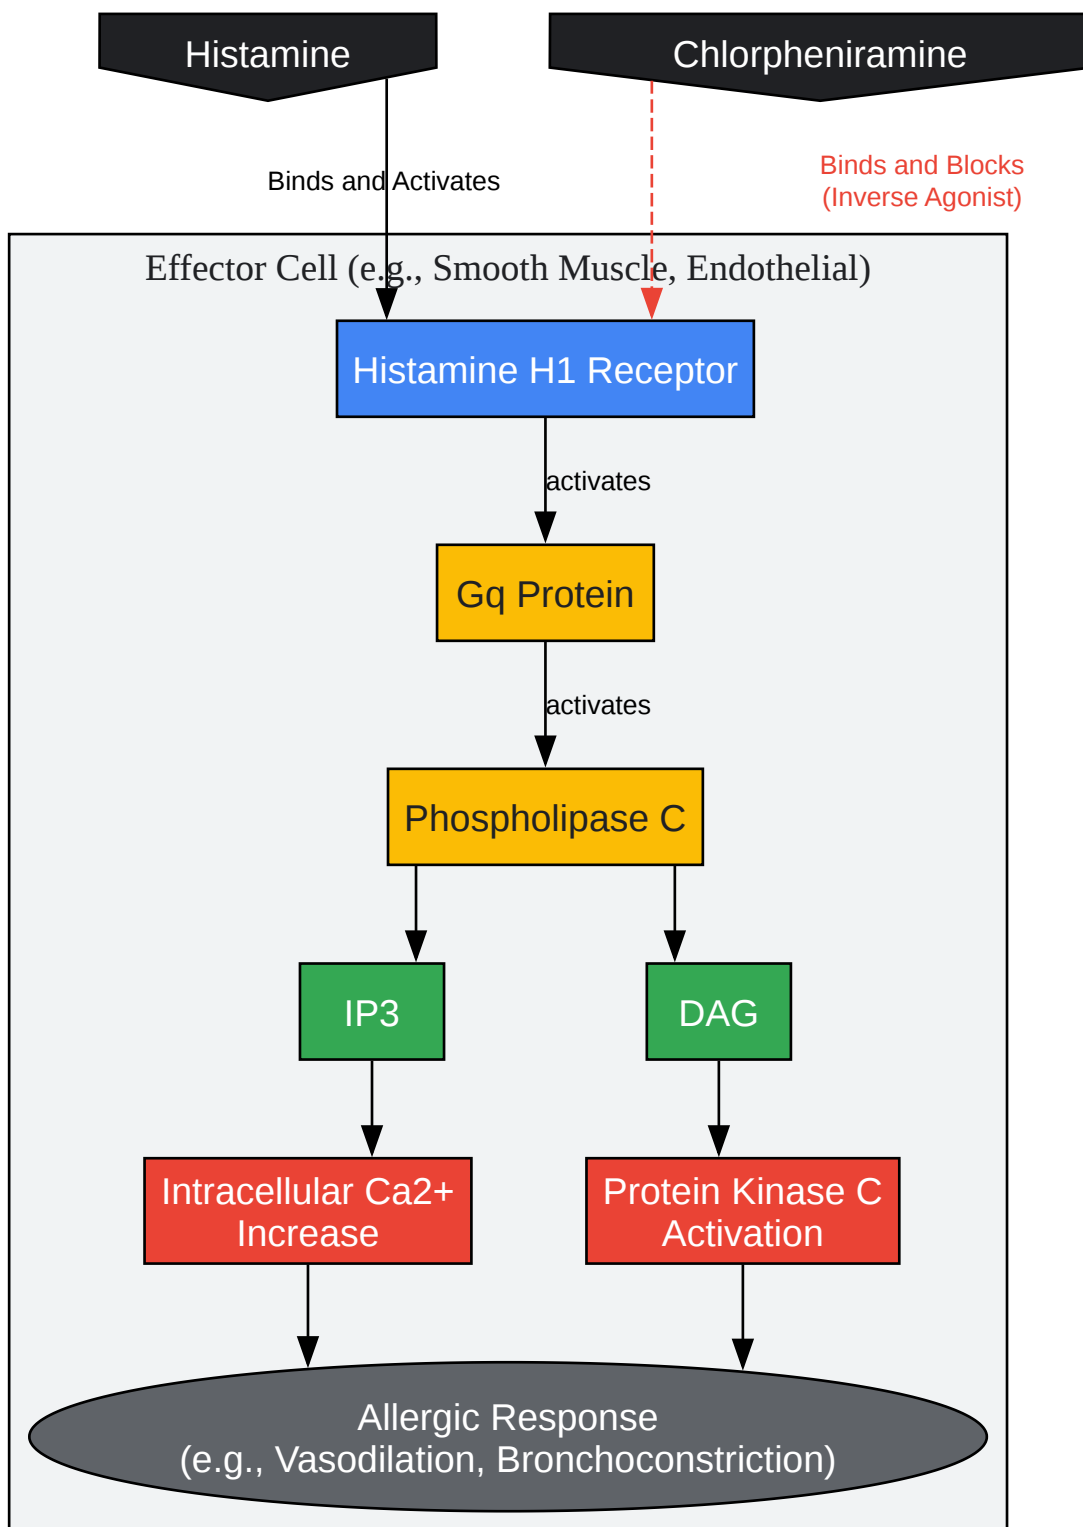 Histamine
Chlorpheniramine
Binds and Activates
Binds and Blocks
(Inverse Agonist)
Effector Cell (e.g., Smooth Muscle, Endothelial)
Histamine H1 Receptor
activates
Gq Protein
activates
Phospholipase C
IP3
DAG
Intracellular Ca2+
Increase
Protein Kinase C
Activation
Allergic Response
(e.g., Vasodilation, Bronchoconstriction)